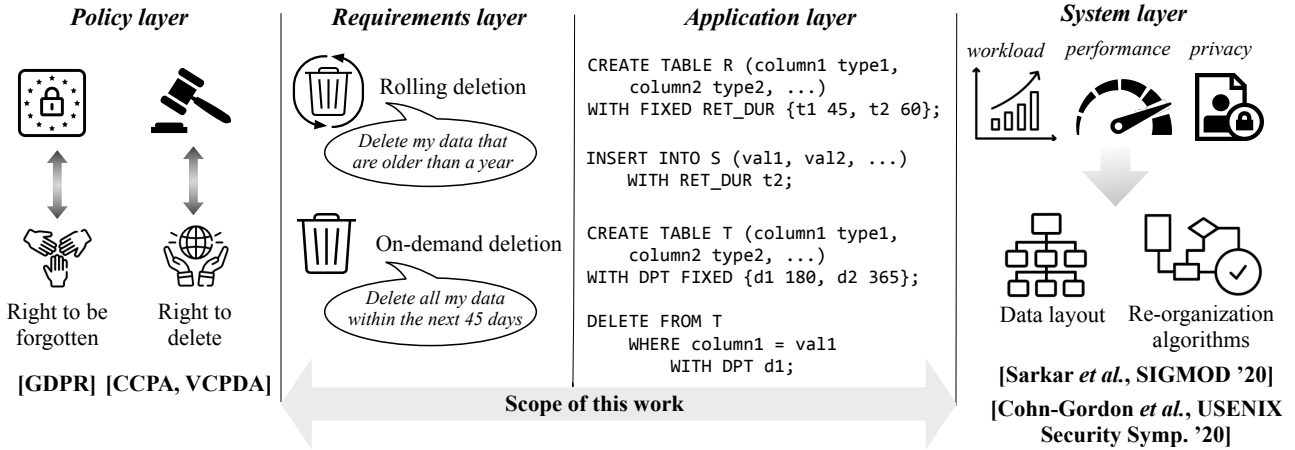 Policy layer
Right to be
forgotten
Right to
delete
[GDPR] [CCPA, VCPDA]
Requirements layer
Rolling deletion
Delete my data that
are older than a year
On-demand deletion
Delete all my data
within the next 45 days
Application layer
CREATE TABLE R (column1 type1,
column2 type2, ...)
WITH FIXED RET_DUR {t1 45, t2 60};
INSERT INTO S (val1, val2, ...)
WITH RET_DUR t2;
CREATE TABLE T (column1 type1,
column2 type2, ...)
WITH DPT FIXED {d1 180, d2 365};
DELETE FROM T
WHERE column1 = val1
WITH DPT d1;
Scope of this work
System layer
workload performance privacy
Data layout
Re-organization
algorithms
[Sarkar et al., SIGMOD ’20]
[Cohn-Gordon et al., USENIX
Security Symp. ’20]